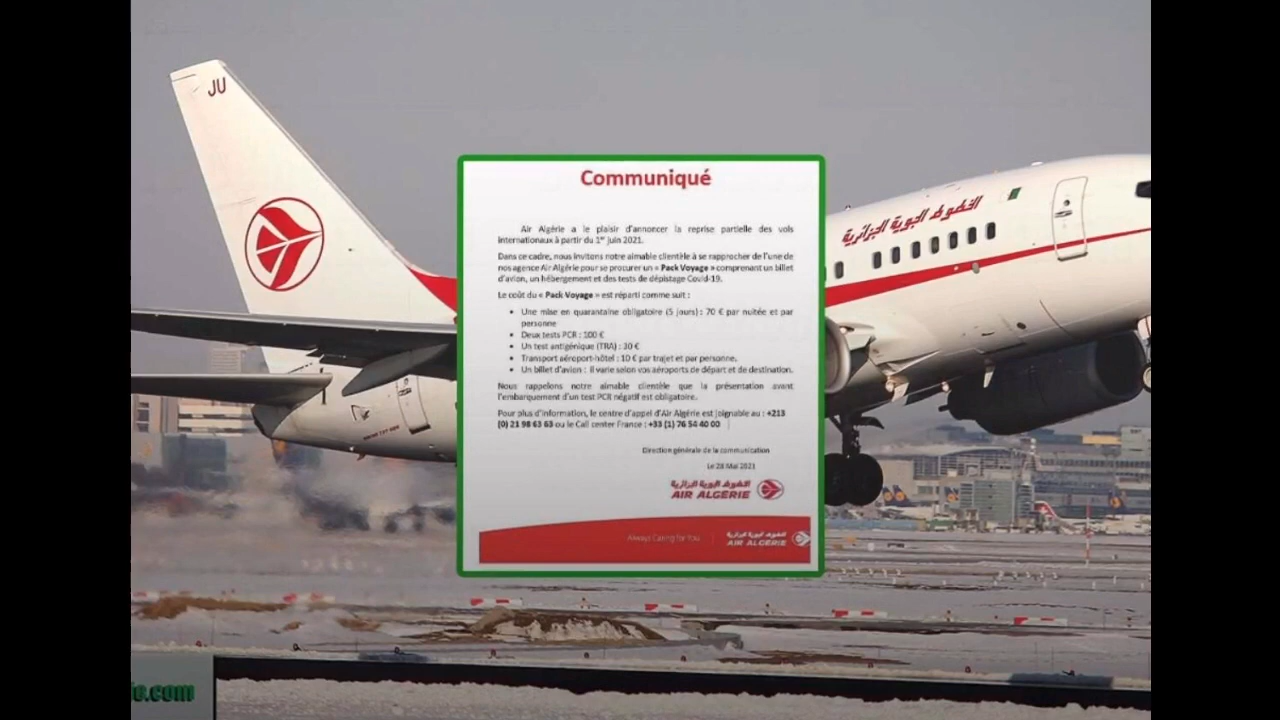 JU
الخطوط الجوية الجزائرية
Communiqué
Air Algérie a le plaisir d'annoncer la reprise partielle des vols
internationaux à partir du 1er juin 2021.
Dans ce cadre, nous invitons notre aimable clientèle à se rapprocher de l'une de
nos agence Air Algérie pour se procurer un « Pack Voyage » comprenant un billet
d'avion, un hébergement et des tests de dépistage Covid-19.
Le coût du « Pack Voyage » est réparti comme suit :
• Une mise en quarantaine obligatoire (5 jours) : 70 € par nuitée et par
personne
• Deux tests PCR : 100 €
• Un test antigénique (TRA) : 30 €
• Transport aéroport-hôtel : 10 € par trajet et par personne.
• Un billet d'avion : il varie selon vos aéroports de départ et de destination.
Nous rappelons notre aimable clientèle que la présentation avant
l'embarquement d'un test PCR négatif est obligatoire.
Pour plus d'information, le centre d'appel d'Air Algérie est joignable au : +213
(0) 21 98 63 63 ou le Call center France : +33 (1) 76 54 40 00
Direction générale de la communication
Le 28 Mai 2021
الخطوط الجوية الجزائرية
AIR ALGÉRIE
Always Caring for You
الخطوط الجوية الجزائرية
AIR ALGÉRIE
ie.com